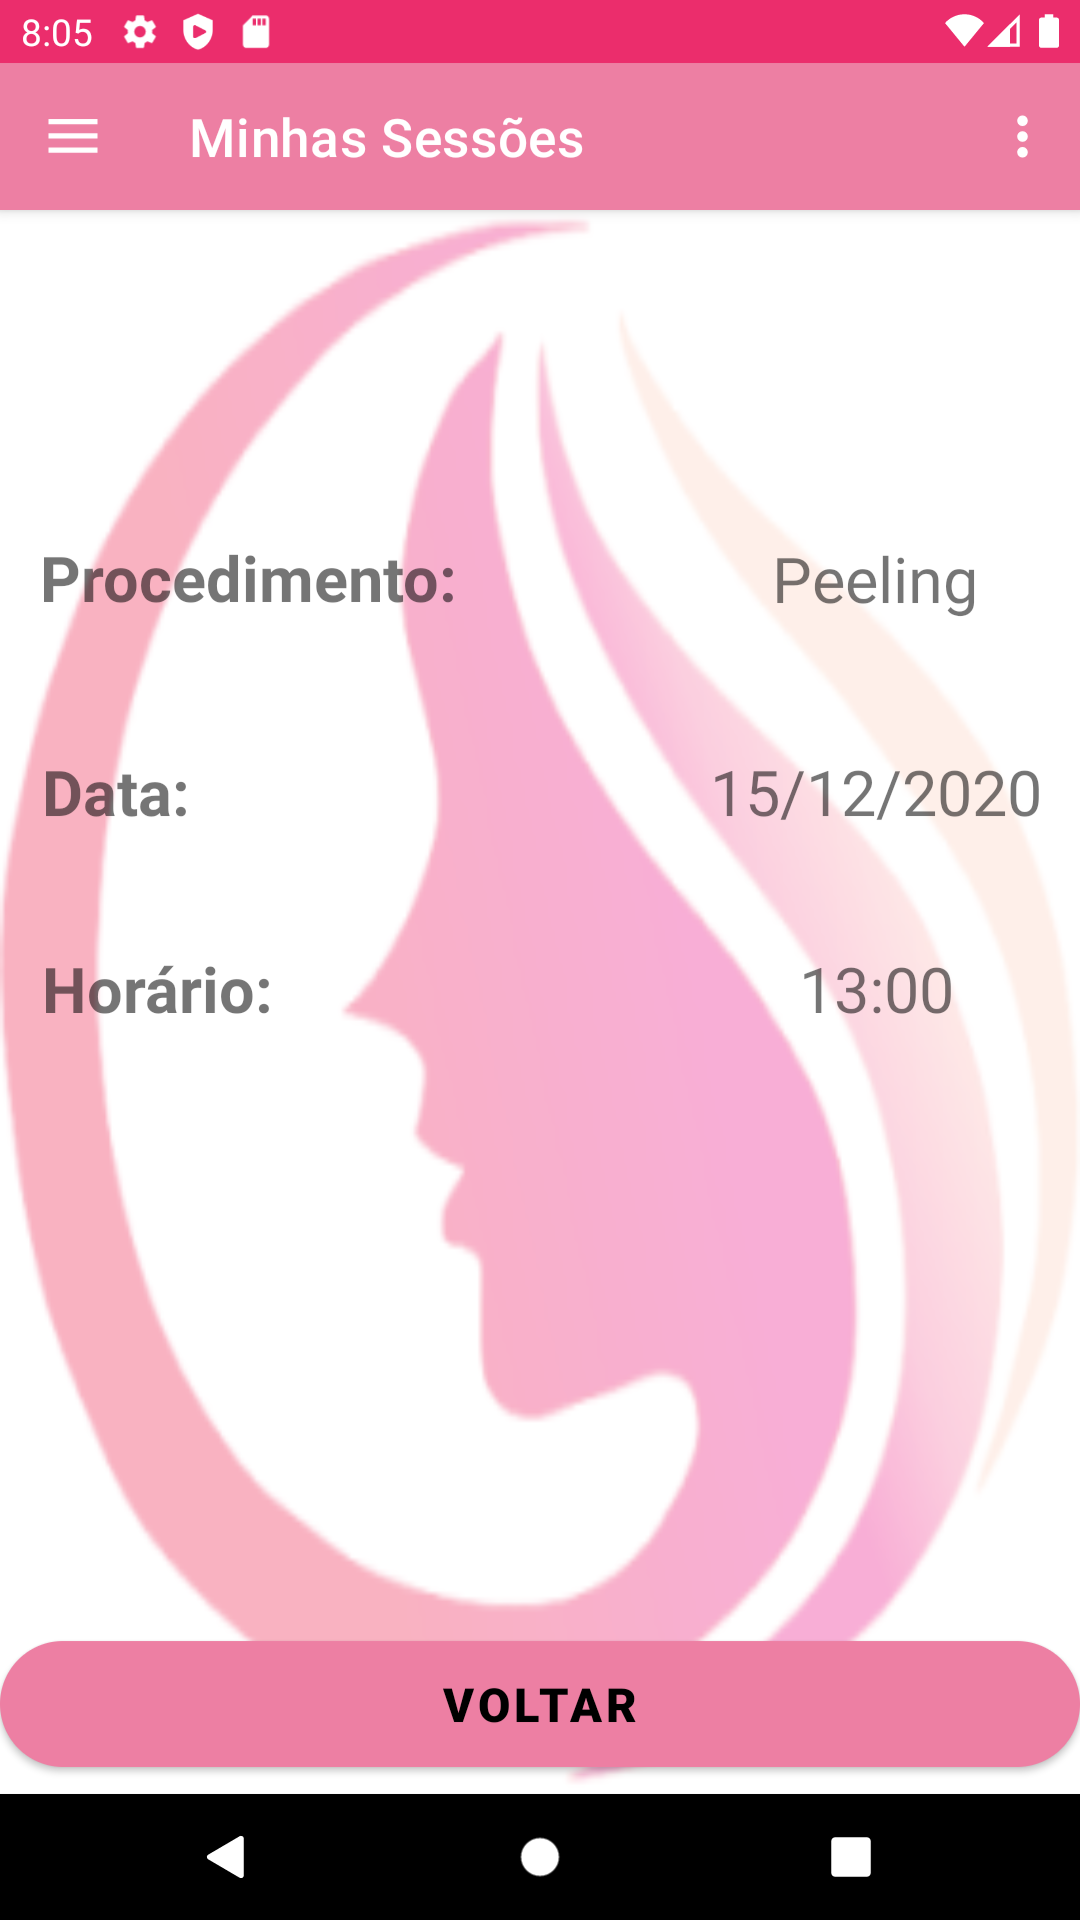 8:05
Minhas Sessões
Procedimento: Peeling
Data: 15/12/2020
Horário: 13:00
VOLTAR